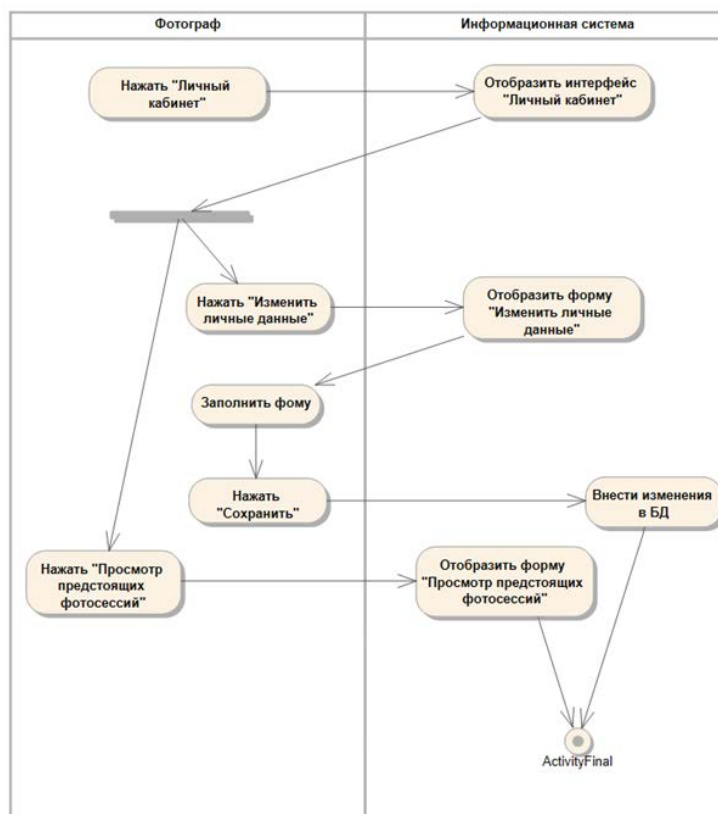 Фотограф
Информационная система
Нажать "Личный
кабинет"
Отобразить интерфейс
"Личный кабинет"
Нажать "Изменить
личные данные"
Отобразить форму
"Изменить личные
данные"
Заполнить фому
Нажать
"Сохранить"
Внести изменения
в БД
Нажать "Просмотр
предстоящих
фотосессий"
Отобразить форму
"Просмотр предстоящих
фотосессий"
ActivityFinal